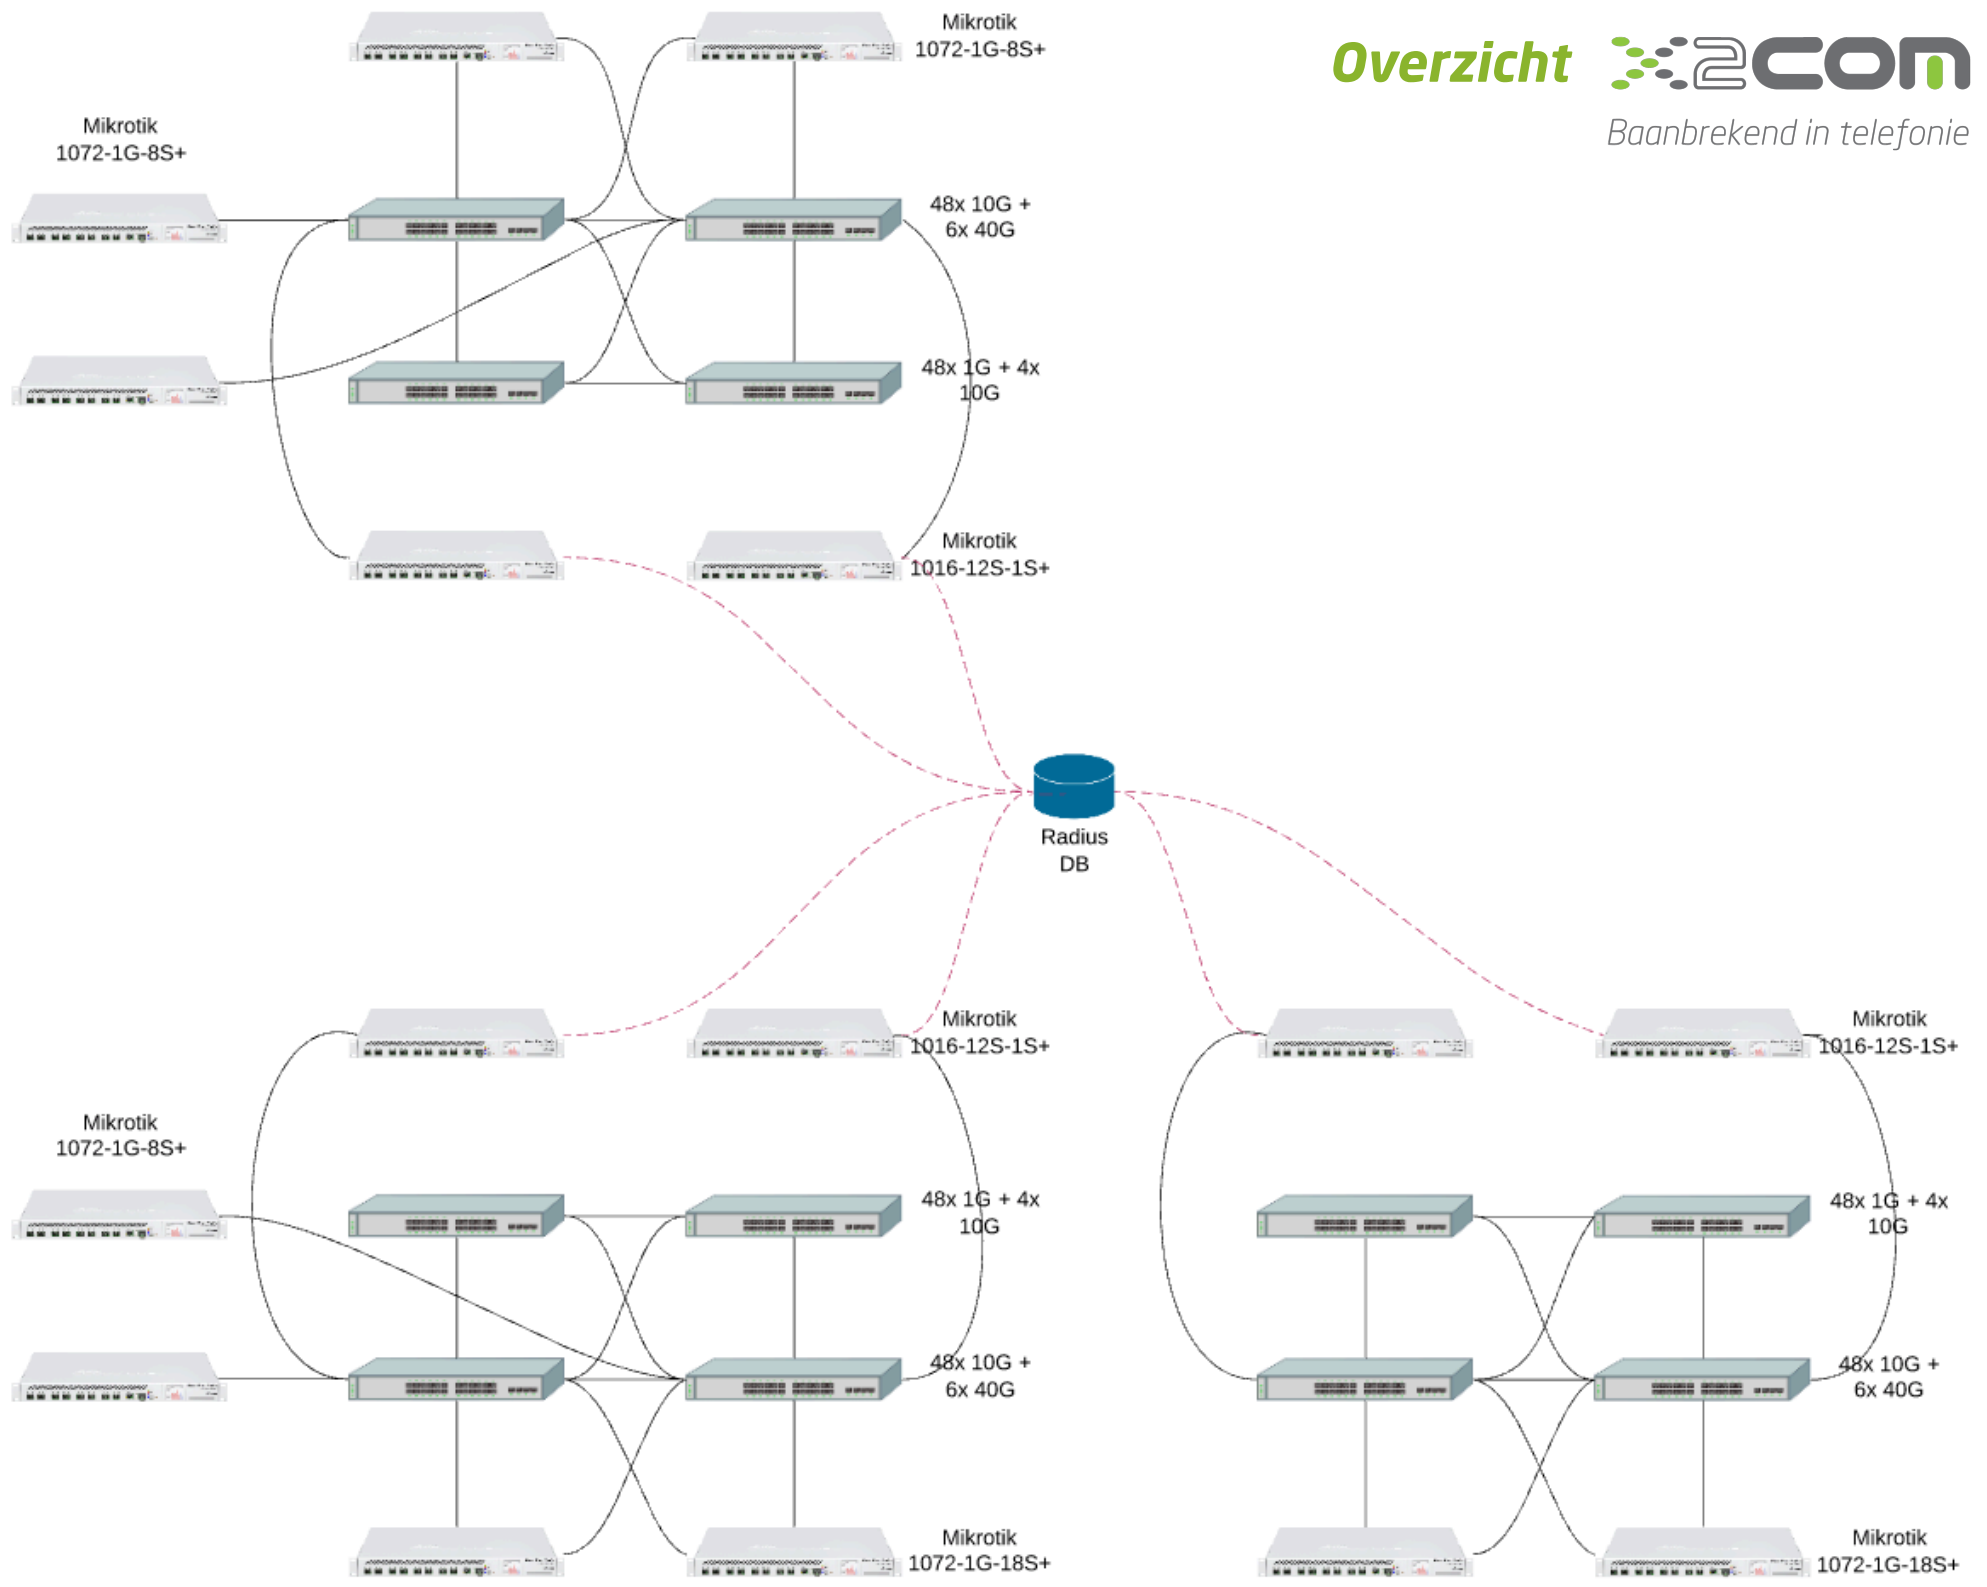 Mikrotik
1072-1G-8S+
Overzicht
x2com
Baanbrekend in telefonie
Mikrotik
1072-1G-8S+
48x 10G +
6x 40G
48x 1G + 4x
10G
Mikrotik
1016-12S-1S+
Radius
DB
Mikrotik
1016-12S-1S+
Mikrotik
1016-12S-1S+
Mikrotik
1072-1G-8S+
48x 1G + 4x
10G
48x 1G + 4x
10G
48x 10G +
6x 40G
48x 10G +
6x 40G
Mikrotik
1072-1G-18S+
Mikrotik
1072-1G-18S+